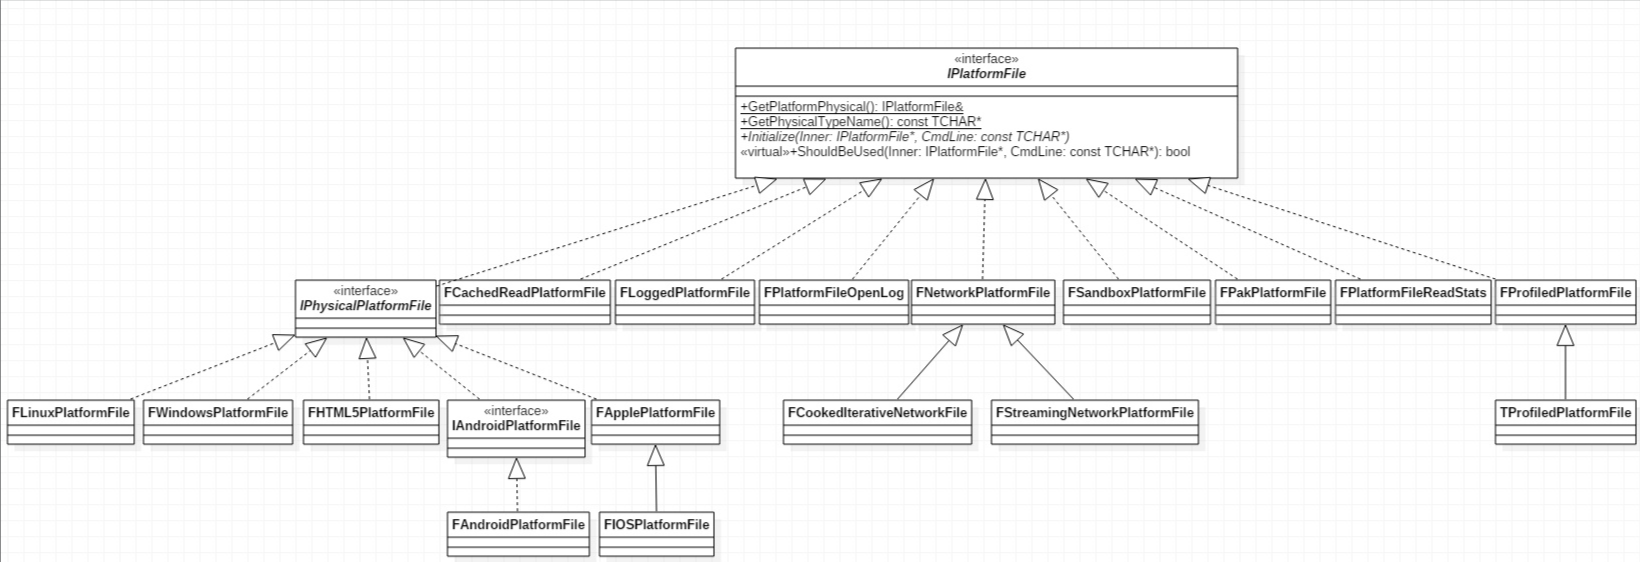 «interface»
IPlatformFile
+GetPlatformPhysical(): IPlatformFile&
+GetPhysicalTypeName(): const TCHAR*
+Initialize(Inner: IPlatformFile*, CmdLine: const TCHAR*)
«virtual»+ShouldBeUsed(Inner: IPlatformFile*, CmdLine: const TCHAR*): bool
«interface»
IPhysicalPlatformFile
FCachedReadPlatformFile
FLoggedPlatformFile
FPlatformFileOpenLog
FNetworkPlatformFile
FSandboxPlatformFile
FPakPlatformFile
FPlatformFileReadStats
FProfiledPlatformFile
FLinuxPlatformFile
FWindowsPlatformFile
FHTML5PlatformFile
«interface»
IAndroidPlatformFile
FApplePlatformFile
FCookedIterativeNetworkFile
FStreamingNetworkPlatformFile
TProfiledPlatformFile
FAndroidPlatformFile
FIOSPlatformFile